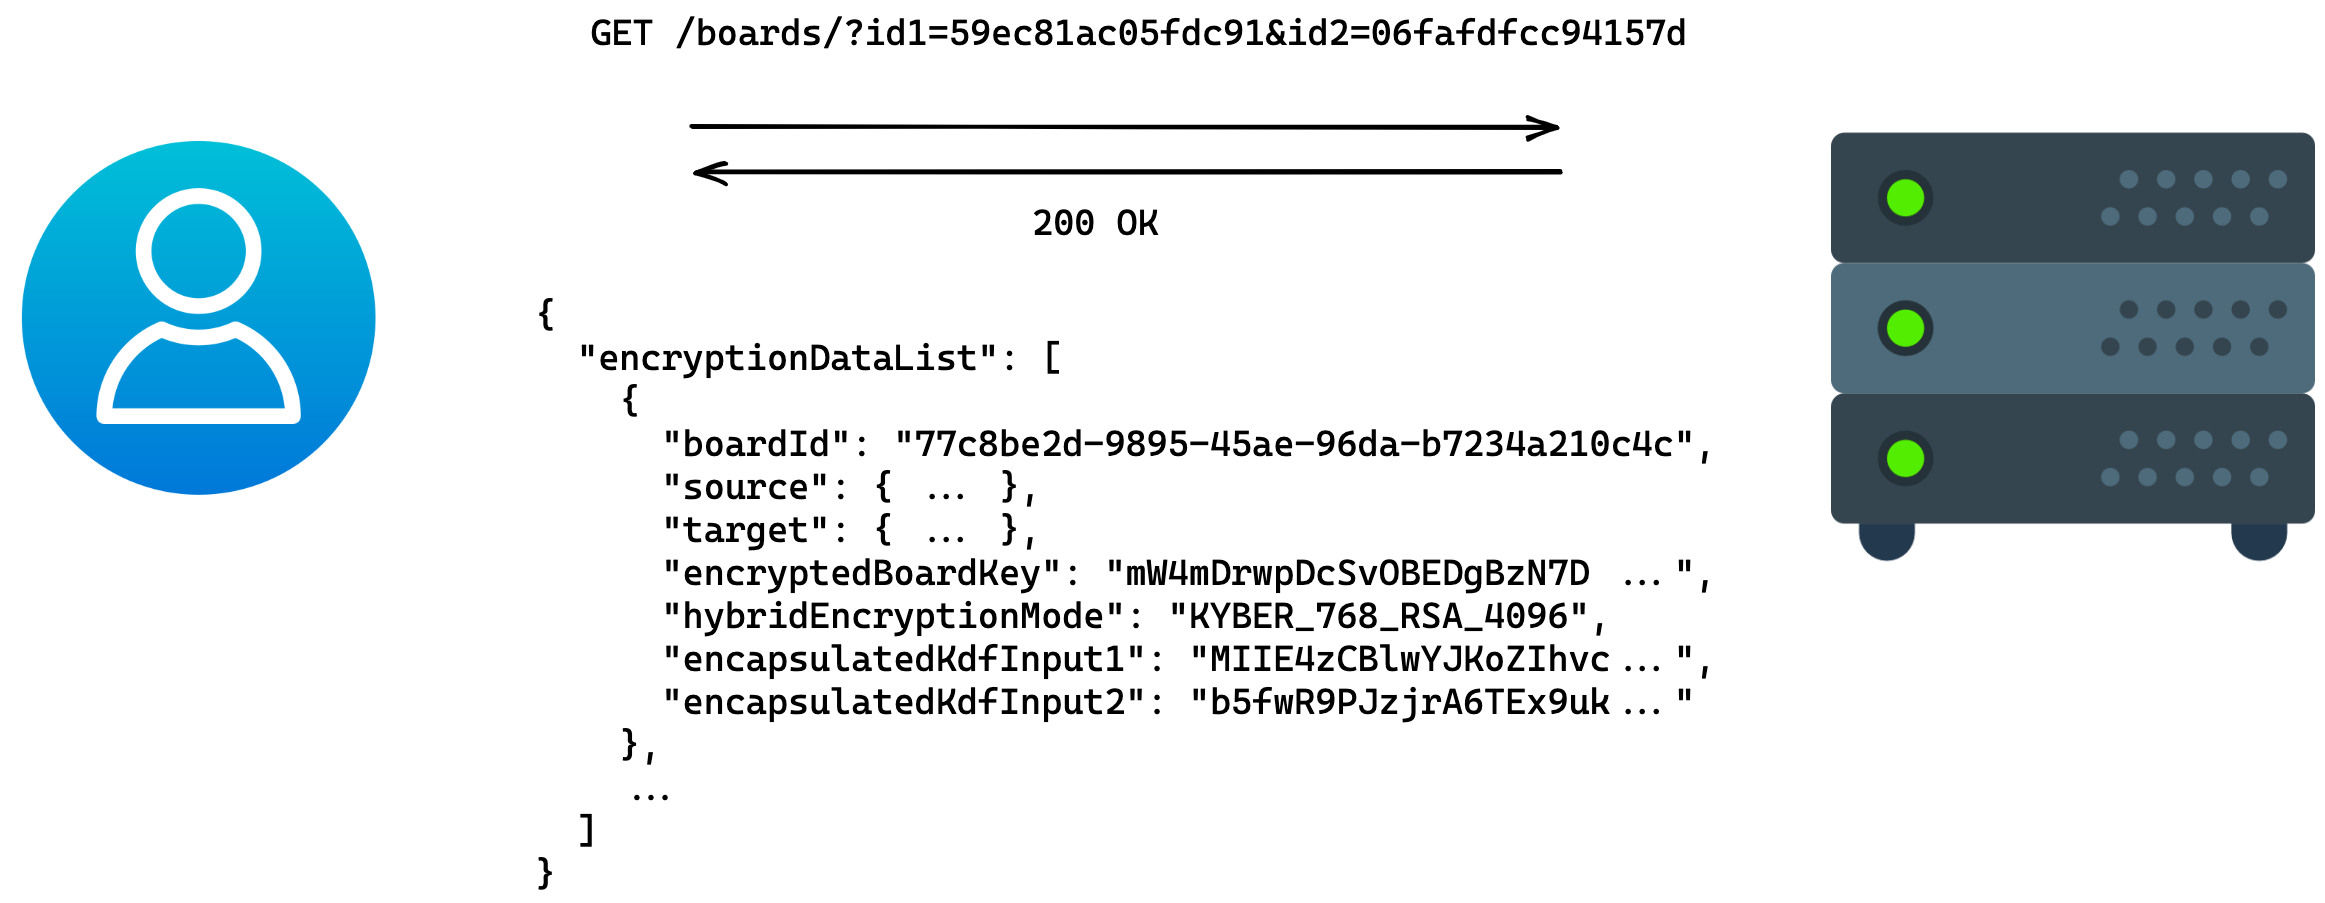 GET /boards/?id1=59ec81ac05fdc91&id2=06fafdfcc94157d
200 OK
{
  "encryptionDataList": [
    {
      "boardId": "77c8be2d-9895-45ae-96da-b7234a210c4c",
      "source": { ... },
      "target": { ... },
      "encryptedBoardKey": "mW4mDrwpDcSvOBEDgBzN7D ...",
      "hybridEncryptionMode": "KYBER_768_RSA_4096",
      "encapsulatedKdfInput1": "MIIE4zCBlwYJKoZIhvc...",
      "encapsulatedKdfInput2": "b5fwR9PJzjrA6TEx9uk..."
    },
    ...
  ]
}